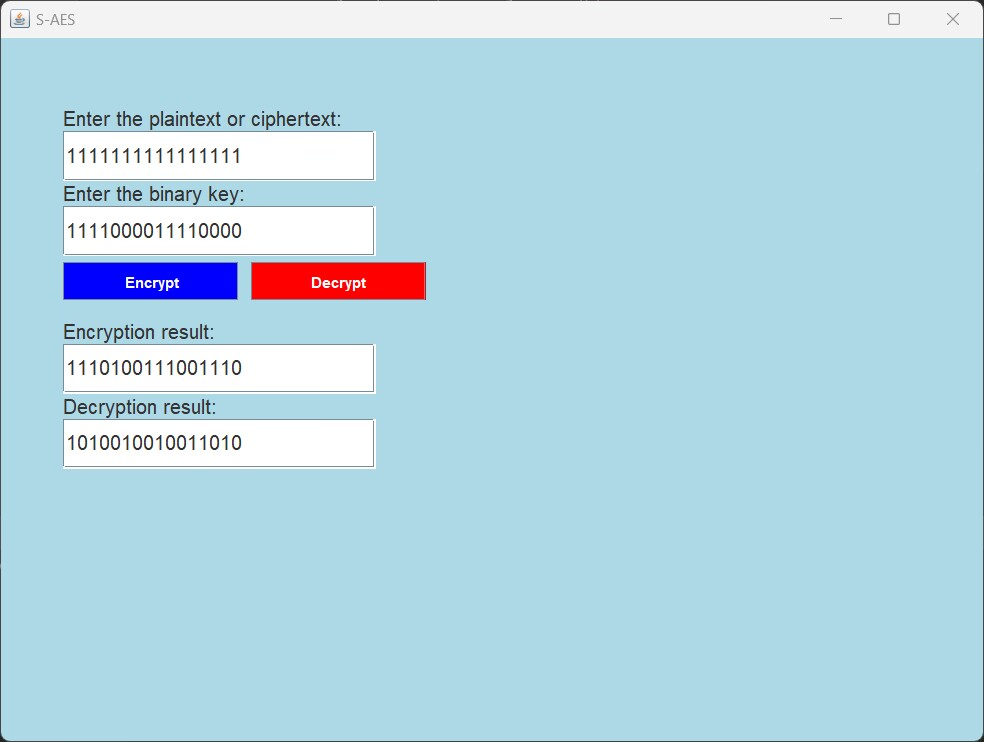 S-AES
Enter the plaintext or ciphertext:
1111111111111111
Enter the binary key:
1111000011110000
Encrypt Decrypt
Encryption result:
1110100111001110
Decryption result:
1010010010011010